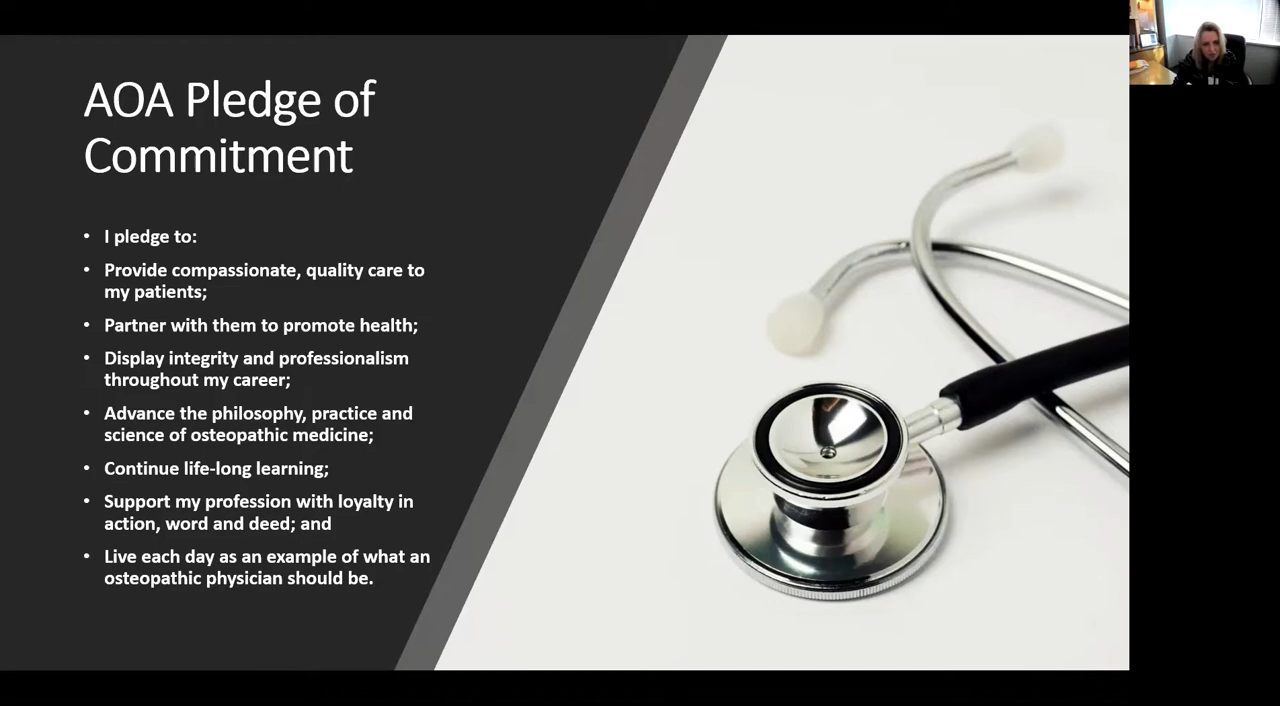 AOA Pledge of
Commitment
• I pledge to:
• Provide compassionate, quality care to
my patients;
• Partner with them to promote health;
• Display integrity and professionalism
throughout my career;
• Advance the philosophy, practice and
science of osteopathic medicine;
• Continue life-long learning;
• Support my profession with loyalty in
action, word and deed; and
• Live each day as an example of what an
osteopathic physician should be.